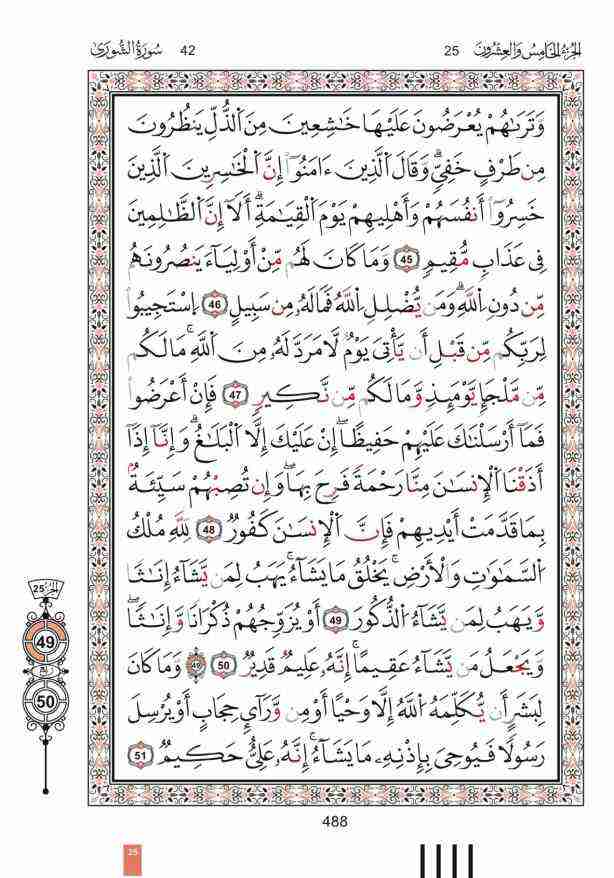 سُورَةُ الشُّورَىٰ 42
25 الجُزْءُ الخَامِسُ وَالعِشْرُونَ
وَتَرَىٰهُمْ يُعْرَضُونَ عَلَيْهَا خَٰشِعِينَ مِنَ ٱلذُّلِّ يَنظُرُونَ
مِن طَرْفٍ خَفِيٍّۗ وَقَالَ ٱلَّذِينَ ءَامَنُوٓا۟ إِنَّ ٱلْخَٰسِرِينَ ٱلَّذِينَ
خَسِرُوٓا۟ أَنفُسَهُمْ وَأَهْلِيهِمْ يَوْمَ ٱلْقِيَٰمَةِۗ أَلَآ إِنَّ ٱلظَّٰلِمِينَ
فِى عَذَابٍ مُّقِيمٍ 45 وَمَا كَانَ لَهُم مِّنْ أَوْلِيَآءَ يَنصُرُونَهُم
مِّن دُونِ ٱللَّهِۗ وَمَن يُضْلِلِ ٱللَّهُ فَمَا لَهُۥ مِن سَبِيلٍ 46 ٱسْتَجِيبُوا۟
لِرَبِّكُم مِّن قَبْلِ أَن يَأْتِىَ يَوْمٌ لَّا مَرَدَّ لَهُۥ مِنَ ٱللَّهِۚ مَا لَكُم
مِّن مَّلْجَإٍ يَوْمَئِذٍ وَمَا لَكُم مِّن نَّكِيرٍ 47 فَإِنْ أَعْرَضُوا۟
فَمَآ أَرْسَلْنَٰكَ عَلَيْهِمْ حَفِيظًاۖ إِنْ عَلَيْكَ إِلَّا ٱلْبَلَٰغُۗ وَإِنَّآ إِذَآ
أَذَقْنَا ٱلْإِنسَٰنَ مِنَّا رَحْمَةً فَرِحَ بِهَاۖ وَإِن تُصِبْهُمْ سَيِّئَةٌۢ
بِمَا قَدَّمَتْ أَيْدِيهِمْ فَإِنَّ ٱلْإِنسَٰنَ كَفُورٌ 48 لِّلَّهِ مُلْكُ
ٱلسَّمَٰوَٰتِ وَٱلْأَرْضِۚ يَخْلُقُ مَا يَشَآءُۚ يَهَبُ لِمَن يَشَآءُ إِنَٰثًا
وَيَهَبُ لِمَن يَشَآءُ ٱلذُّكُورَ 49 أَوْ يُزَوِّجُهُمْ ذُكْرَانًا وَإِنَٰثًاۖ
وَيَجْعَلُ مَن يَشَآءُ عَقِيمًاۚ إِنَّهُۥ عَلِيمٌ قَدِيرٌ 50 49 وَمَا كَانَ
لِبَشَرٍ أَن يُكَلِّمَهُ ٱللَّهُ إِلَّا وَحْيًا أَوْ مِن وَرَآئِ حِجَابٍ أَوْ يُرْسِلَ
رَسُولًا فَيُوحِىَ بِإِذْنِهِۦ مَا يَشَآءُۚ إِنَّهُۥ عَلِىٌّ حَكِيمٌ 51
الجزء 25
49
50
488
25